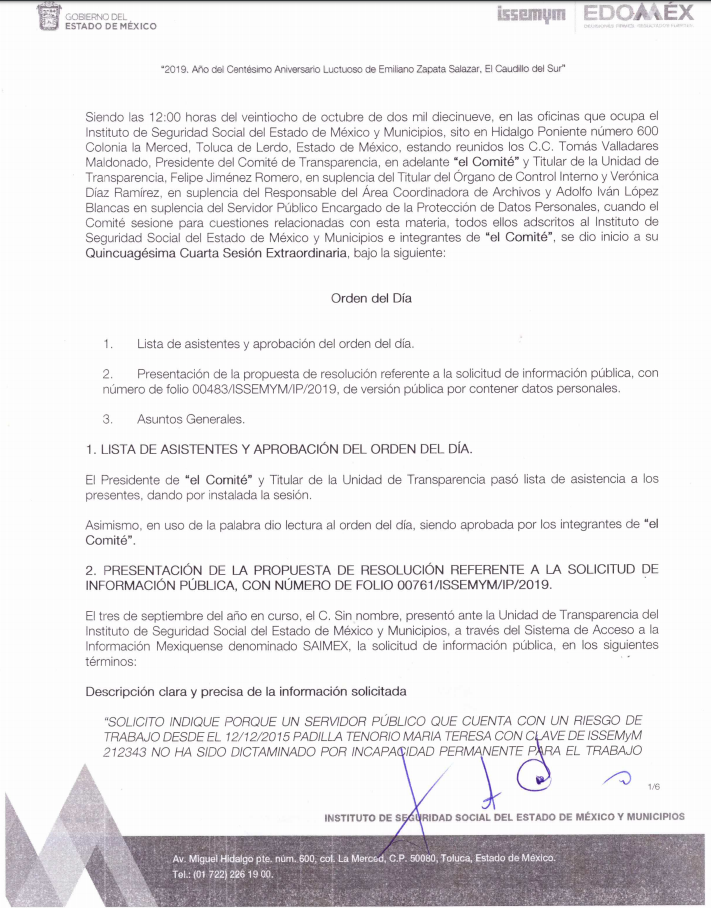 GOBIERNO DEL
ESTADO DE MÉXICO
issemym
EDOMÉX
DECISIONES FIRMES, RESULTADOS FUERTES.
"2019. Año del Centésimo Aniversario Luctuoso de Emiliano Zapata Salazar, El Caudillo del Sur"
Siendo las 12:00 horas del veintiocho de octubre de dos mil diecinueve, en las oficinas que ocupa el
Instituto de Seguridad Social del Estado de México y Municipios, sito en Hidalgo Poniente número 600
Colonia la Merced, Toluca de Lerdo, Estado de México, estando reunidos los C.C. Tomás Valladares
Maldonado, Presidente del Comité de Transparencia, en adelante "el Comité" y Titular de la Unidad de
Transparencia, Felipe Jiménez Romero, en suplencia del Titular del Órgano de Control Interno y Verónica
Díaz Ramírez, en suplencia del Responsable del Área Coordinadora de Archivos y Adolfo Iván López
Blancas en suplencia del Servidor Público Encargado de la Protección de Datos Personales, cuando el
Comité sesione para cuestiones relacionadas con esta materia, todos ellos adscritos al Instituto de
Seguridad Social del Estado de México y Municipios e integrantes de "el Comité", se dio inicio a su
Quincuagésima Cuarta Sesión Extraordinaria, bajo la siguiente:
Orden del Día
1. Lista de asistentes y aprobación del orden del día.
2. Presentación de la propuesta de resolución referente a la solicitud de información pública, con
número de folio 00483/ISSEMYM/IP/2019, de versión pública por contener datos personales.
3. Asuntos Generales.
1. LISTA DE ASISTENTES Y APROBACIÓN DEL ORDEN DEL DÍA.
El Presidente de "el Comité" y Titular de la Unidad de Transparencia pasó lista de asistencia a los
presentes, dando por instalada la sesión.
Asimismo, en uso de la palabra dio lectura al orden del día, siendo aprobada por los integrantes de "el
Comité".
2. PRESENTACIÓN DE LA PROPUESTA DE RESOLUCIÓN REFERENTE A LA SOLICITUD DE
INFORMACIÓN PÚBLICA, CON NÚMERO DE FOLIO 00761/ISSEMYM/IP/2019.
El tres de septiembre del año en curso, el C. Sin nombre, presentó ante la Unidad de Transparencia del
Instituto de Seguridad Social del Estado de México y Municipios, a través del Sistema de Acceso a la
Información Mexiquense denominado SAIMEX, la solicitud de información pública, en los siguientes
términos:
Descripción clara y precisa de la información solicitada
"SOLICITO INDIQUE PORQUE UN SERVIDOR PÚBLICO QUE CUENTA CON UN RIESGO DE
TRABAJO DESDE EL 12/12/2015 PADILLA TENORIO MARIA TERESA CON CLAVE DE ISSEMyM
212343 NO HA SIDO DICTAMINADO POR INCAPACIDAD PERMANENTE PARA EL TRABAJO
1/6
INSTITUTO DE SEGURIDAD SOCIAL DEL ESTADO DE MÉXICO Y MUNICIPIOS
Av. Miguel Hidalgo pte. núm. 600, col. La Merced, C.P. 50080, Toluca, Estado de México.
Tel.: (01 722) 226 19 00.